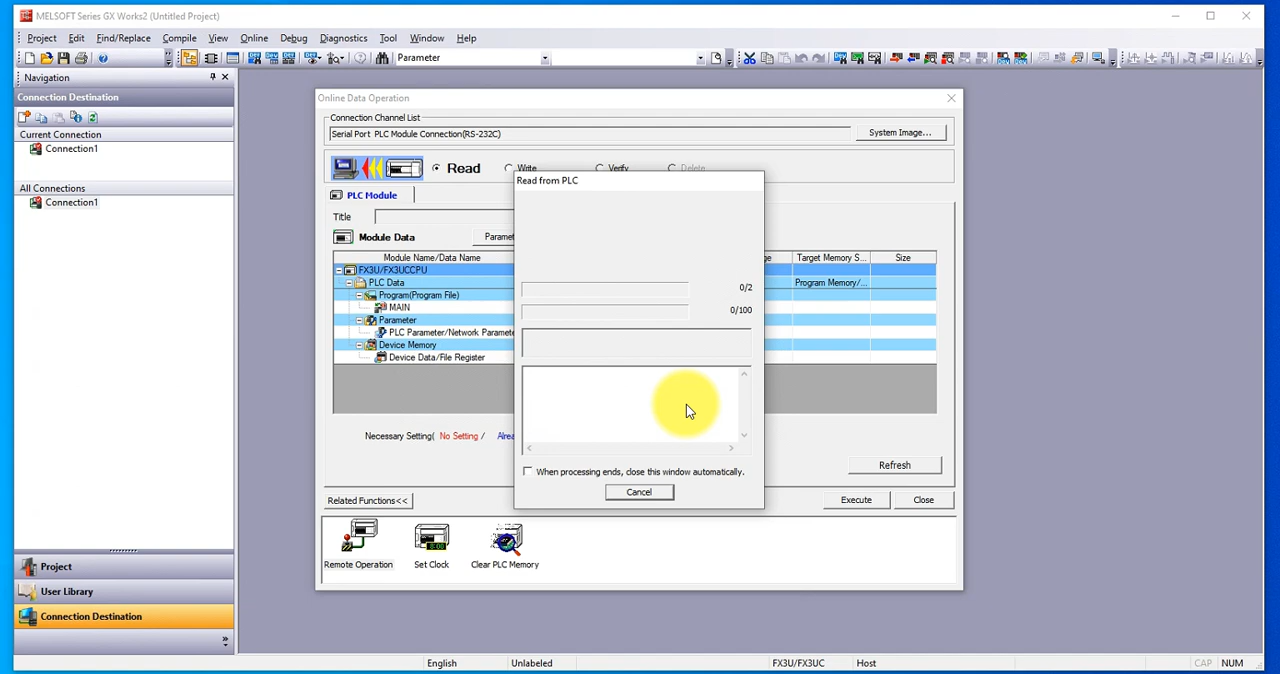 MELSOFT Series GX Works2 (Untitled Project)
Project Edit Find/Replace Compile View Online Debug Diagnostics Tool Window Help
Parameter
Navigation
Connection Destination
Current Connection
Connection1
All Connections
Connection1
Project
User Library
Connection Destination
Online Data Operation
Connection Channel List
Serial Port PLC Module Connection(RS-232C)
System Image...
Read Write Verify Delete
PLC Module
Title
Module Data
Module Name/Data Name
Target Memory S... Size
FX3U/FX3UCCPU
PLC Data
Program Memory/...
Program(Program File)
MAIN
Parameter
PLC Parameter/Network Paramete
Device Memory
Device Data/File Register
Necessary Setting( No Setting /
Refresh
Related Functions<<
Execute
Close
Remote Operation
Set Clock
Clear PLC Memory
Read from PLC
0/2
0/100
When processing ends, close this window automatically.
Cancel
English Unlabeled FX3U/FX3UC Host CAP NUM